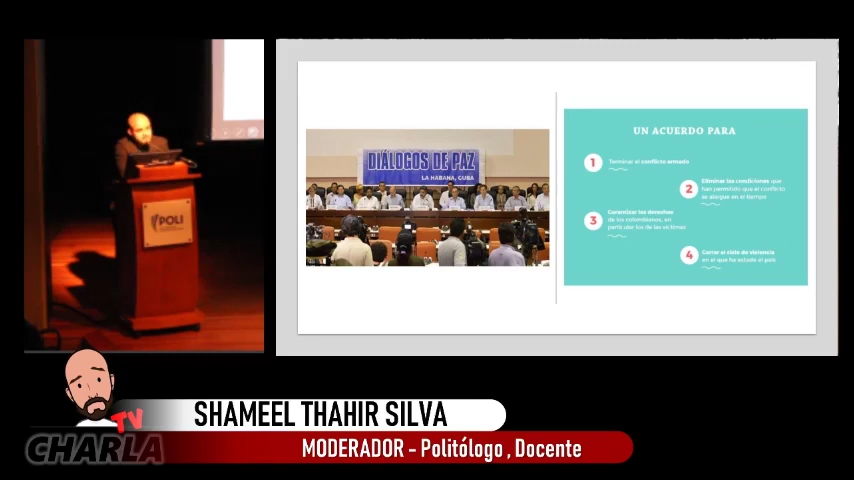 POLI
DIÁLOGOS DE PAZ
LA HABANA, CUBA
UN ACUERDO PARA
1
Terminar el conflicto armado
2
Eliminar las condiciones que
han permitido que el conflicto
se alargue en el tiempo
3
Garantizar los derechos
de los colombianos, en
particular los de las víctimas
4
Cerrar el ciclo de violencia
en el que ha estado el país
SHAMEEL THAHIR SILVA
MODERADOR - Politólogo , Docente
TV
CHARLA